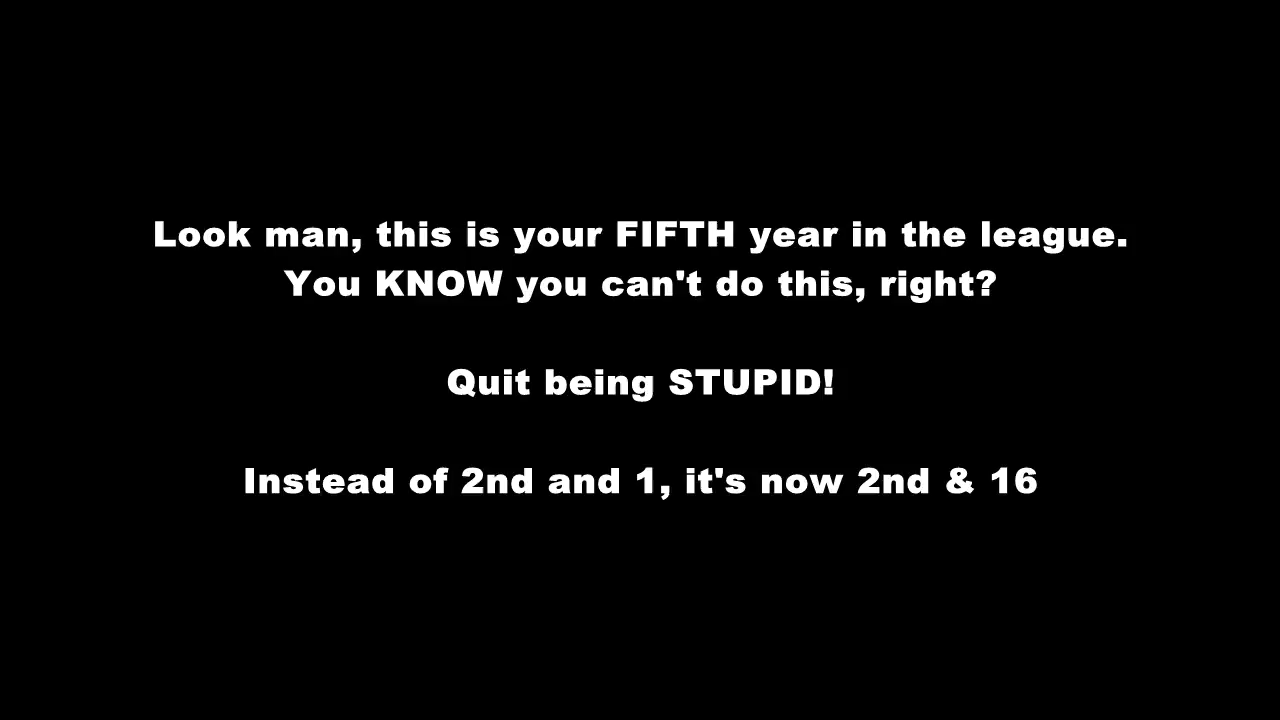 Look man, this is your FIFTH year in the league.
You KNOW you can't do this, right?
Quit being STUPID!
Instead of 2nd and 1, it's now 2nd & 16